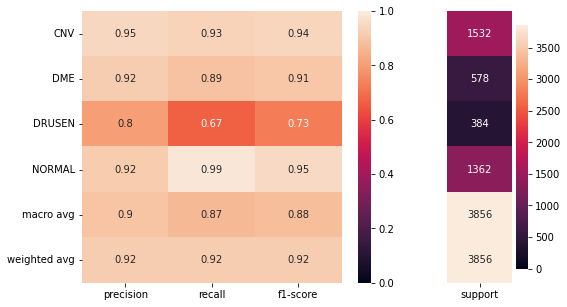 CNV 0.95 0.93 0.94 1532
DME 0.92 0.89 0.91 578
DRUSEN 0.8 0.67 0.73 384
NORMAL 0.92 0.99 0.95 1362
macro avg 0.9 0.87 0.88 3856
weighted avg 0.92 0.92 0.92 3856
precision recall f1-score support
1.0
0.8
0.6
0.4
0.2
0.0
3500
3000
2500
2000
1500
1000
500
0